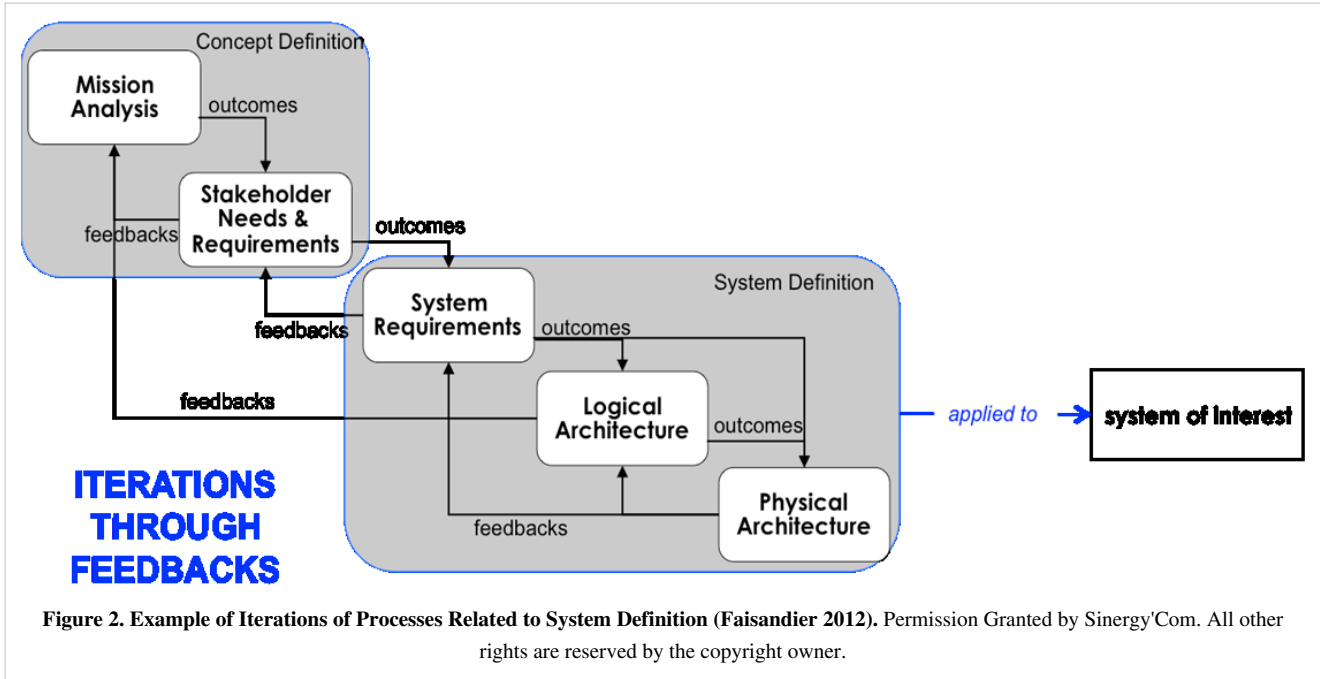 Concept Definition
Mission
Analysis
outcomes
Stakeholder
Needs &
Requirements
feedbacks
outcomes
System Definition
System
Requirements
feedbacks
outcomes
feedbacks
Logical
Architecture
outcomes
applied to
system of interest
ITERATIONS
THROUGH
FEEDBACKS
Physical
Architecture
feedbacks
Figure 2. Example of Iterations of Processes Related to System Definition (Faisandier 2012). Permission Granted by Sinergy'Com. All other
rights are reserved by the copyright owner.